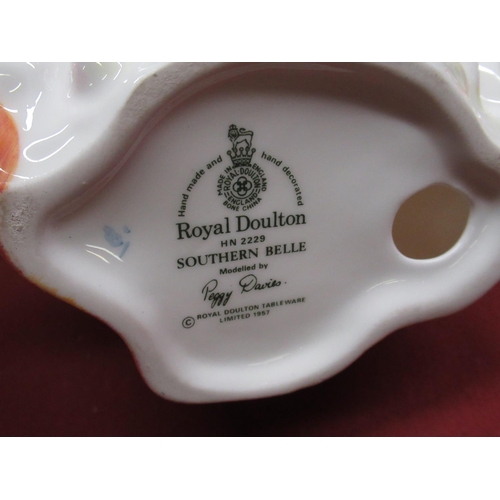 Hand made and hand decorated
MADE IN ENGLAND
ROYAL DOULTON
ENGLAND
BONE CHINA
Royal Doulton
HN 2229
SOUTHERN BELLE
Modelled by
Peggy Davies.
© ROYAL DOULTON TABLEWARE
LIMITED 1957